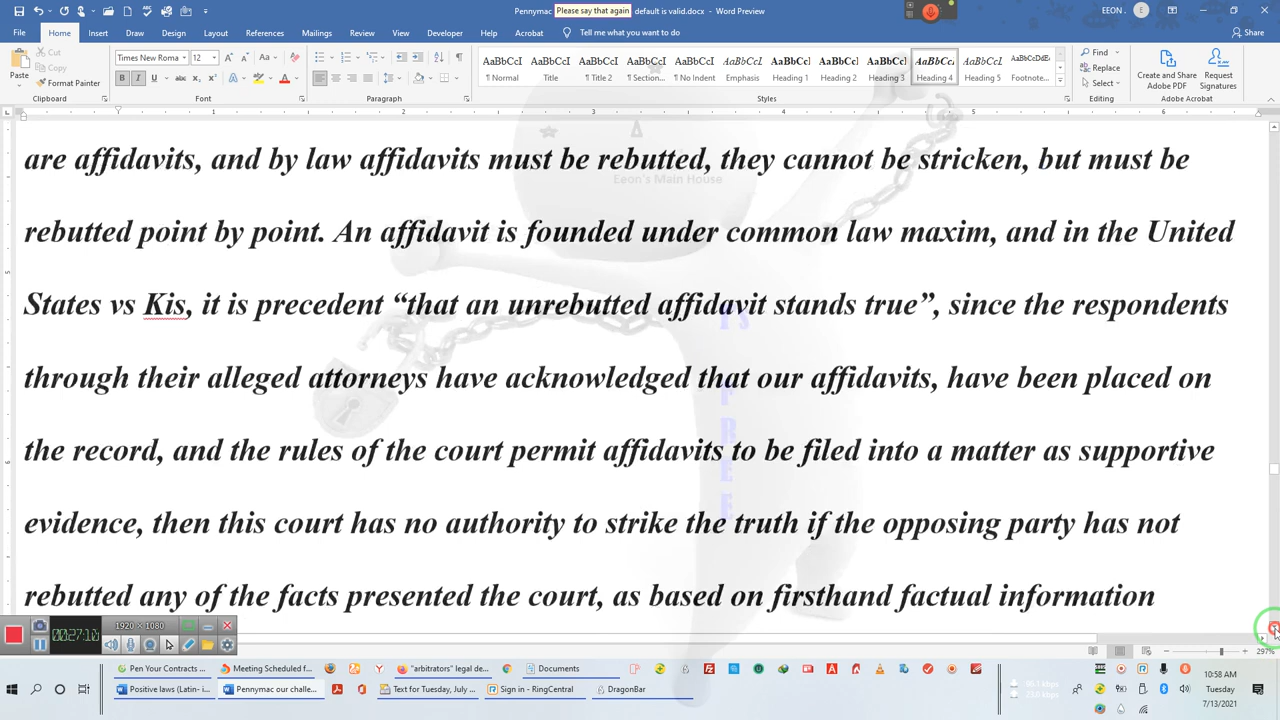 Pennymac
Please say that again
default is valid.docx - Word Preview
EEON.
E
File
Home
Insert
Draw
Design
Layout
References
Mailings
Review
View
Developer
Help
Acrobat
Tell me what you want to do
Share
Paste
Cut
Copy
Format Painter
Clipboard
Times New Roma
12
Font
Paragraph
AaBbCcI
¶ Normal
Title
¶ Title 2
¶ Section...
¶ No Indent
Emphasis
Heading 1
Heading 2
Heading 3
Heading 4
Heading 5
Footnote...
Styles
Find
Replace
Select
Editing
Create and Share
Adobe PDF
Request
Signatures
Adobe Acrobat
Eeon's Main House
are affidavits, and by law affidavits must be rebutted, they cannot be stricken, but must be
rebutted point by point. An affidavit is founded under common law maxim, and in the United
States vs Kis, it is precedent “that an unrebutted affidavit stands true”, since the respondents
through their alleged attorneys have acknowledged that our affidavits, have been placed on
the record, and the rules of the court permit affidavits to be filed into a matter as supportive
evidence, then this court has no authority to strike the truth if the opposing party has not
rebutted any of the facts presented the court, as based on firsthand factual information
1920 × 1080
00:27:10
297%
Pen Your Contracts ...
Meeting Scheduled f...
"arbitrators" legal de...
Documents
Positive laws (Latin- i...
Pennymac our challe...
Text for Tuesday, July ...
Sign in - RingCentral
DragonBar
10:58 AM
Tuesday
7/13/2021